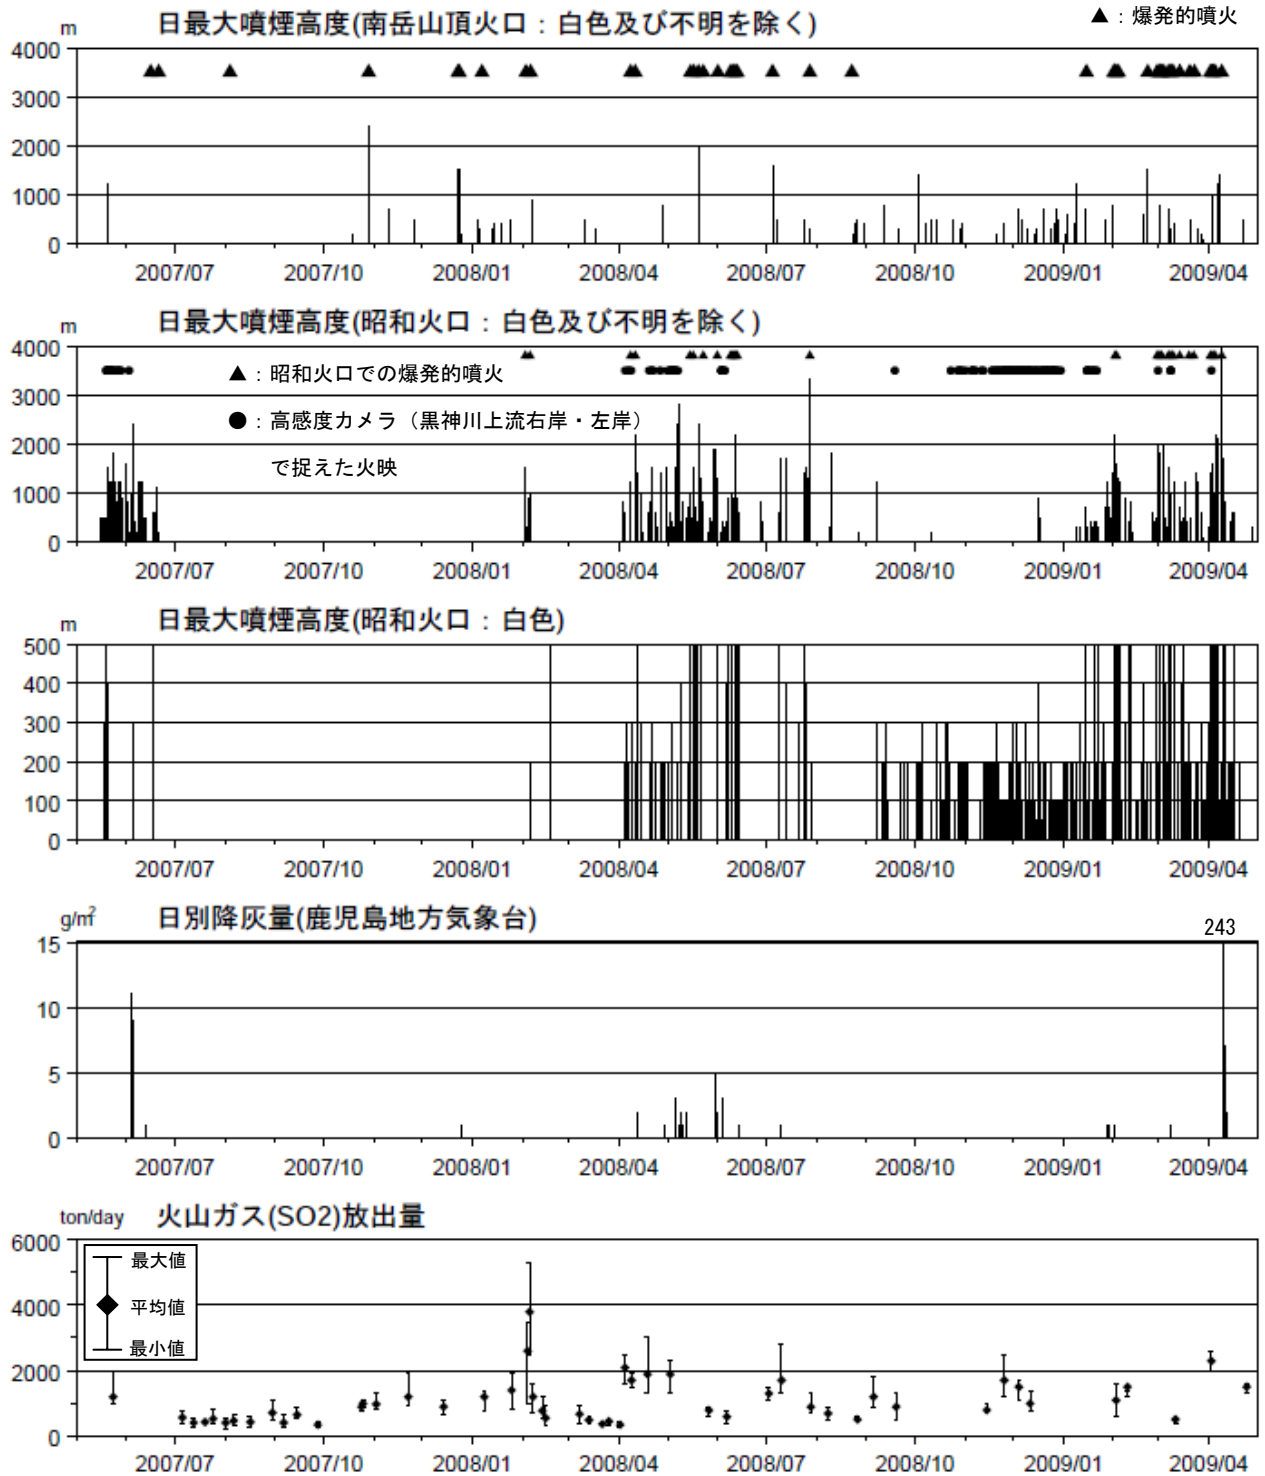 日最大噴煙高度(南岳山頂火口：白色及び不明を除く)
▲：爆発的噴火
m
4000
3000
2000
1000
0
2007/07 2007/10 2008/01 2008/04 2008/07 2008/10 2009/01 2009/04
日最大噴煙高度(昭和火口：白色及び不明を除く)
m
4000
3000
2000
1000
0
▲：昭和火口での爆発的噴火
●：高感度カメラ（黒神川上流右岸・左岸）
で捉えた火映
2007/07 2007/10 2008/01 2008/04 2008/07 2008/10 2009/01 2009/04
日最大噴煙高度(昭和火口：白色)
m
500
400
300
200
100
0
2007/07 2007/10 2008/01 2008/04 2008/07 2008/10 2009/01 2009/04
日別降灰量(鹿児島地方気象台)
g/㎡
243
15
10
5
0
2007/07 2007/10 2008/01 2008/04 2008/07 2008/10 2009/01 2009/04
火山ガス(SO2)放出量
ton/day
6000
4000
2000
0
最大値
平均値
最小値
2007/07 2007/10 2008/01 2008/04 2008/07 2008/10 2009/01 2009/04